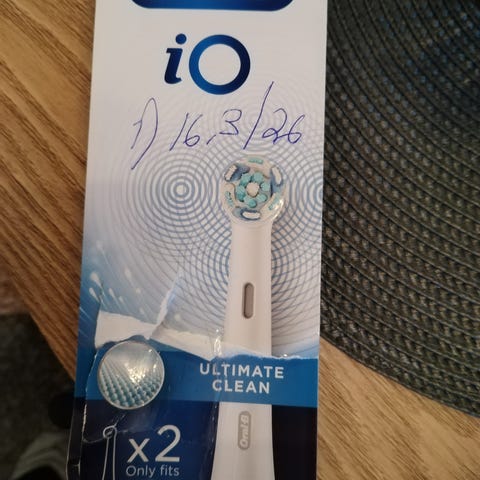 iO
1) 16.3/26
ULTIMATE
CLEAN
Oral-B
x2
Only fits